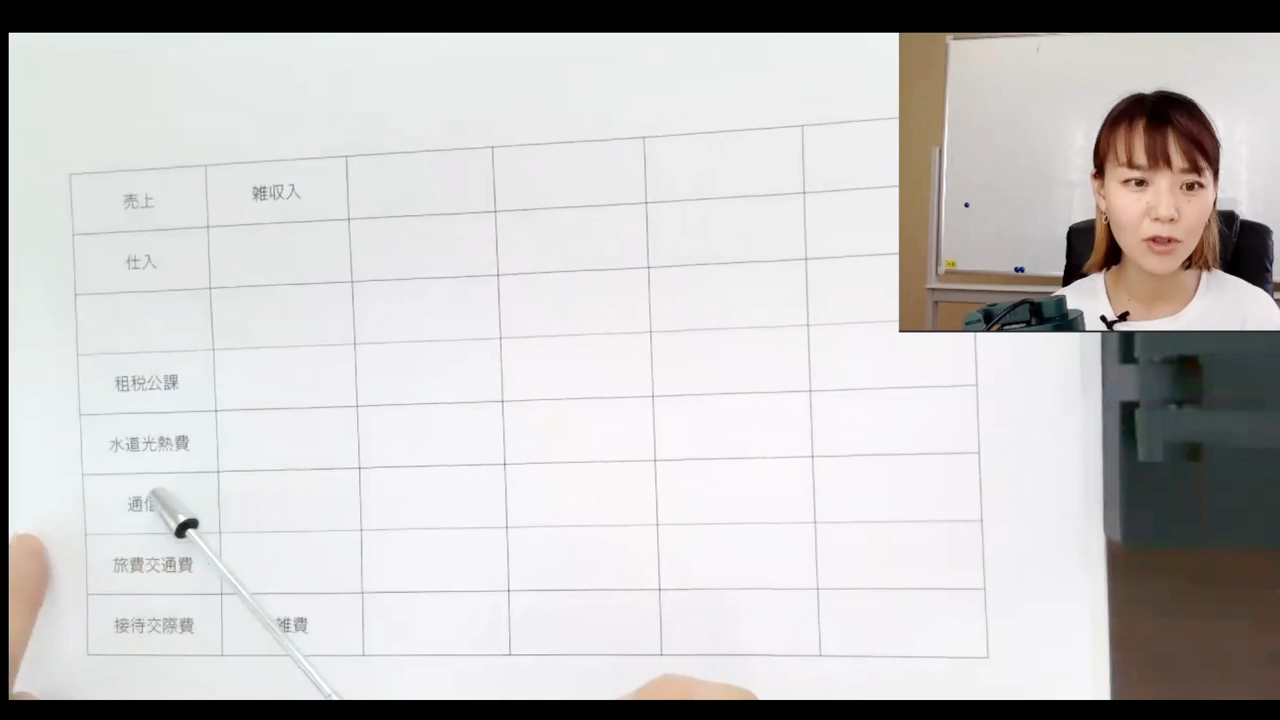 売上 雑収入
仕入
租税公課
水道光熱費
通
旅費交通費
接待交際費 雑費